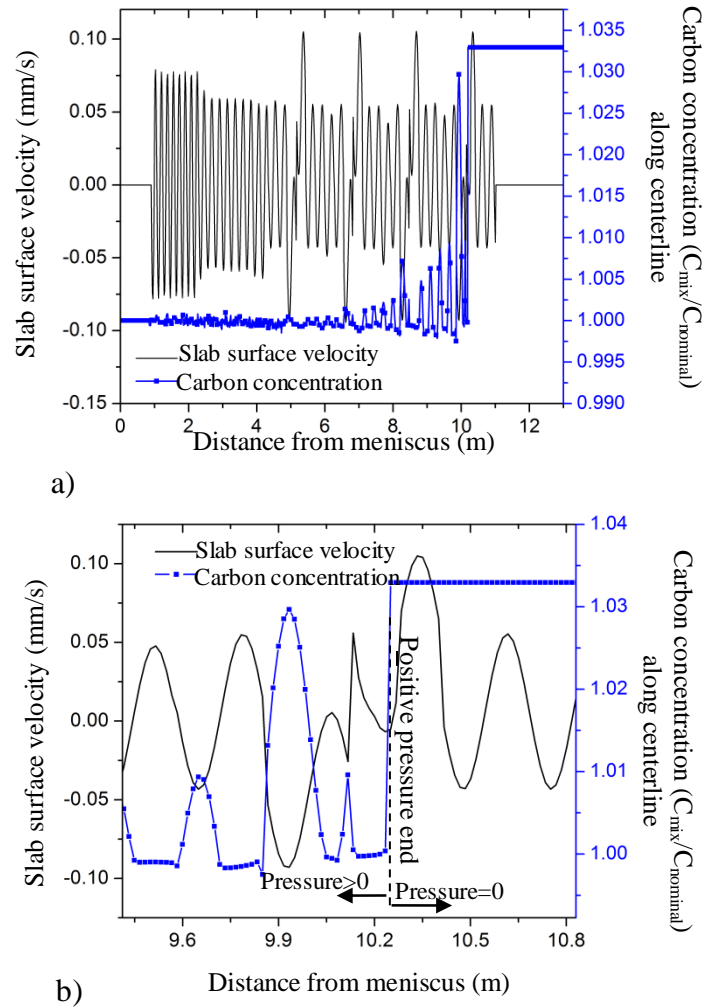 0.10
0.05
0.00
-0.05
-0.10
-0.15
Slab surface velocity (mm/s)
1.035
1.030
1.025
1.020
1.015
1.010
1.005
1.000
0.995
0.990
Carbon concentration (Cmix/Cnominal)
along centerline
Slab surface velocity
Carbon concentration
0 2 4 6 8 10 12
Distance from meniscus (m)
a)
0.10
0.05
0.00
-0.05
-0.10
Slab surface velocity (mm/s)
Slab surface velocity
Carbon concentration
Positive pressure end
Pressure>0
Pressure=0
1.04
1.03
1.02
1.01
1.00
Carbon concentration (Cmix/Cnominal)
along centerline
9.6 9.9 10.2 10.5 10.8
Distance from meniscus (m)
b)